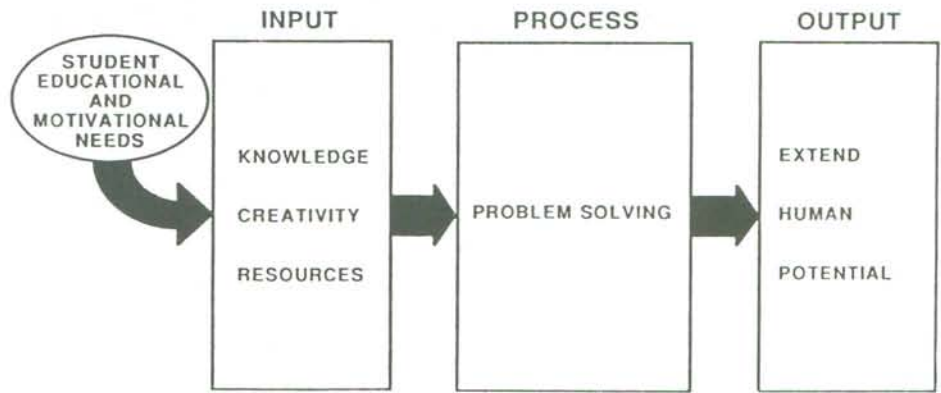 INPUT
PROCESS
OUTPUT
STUDENT
EDUCATIONAL
AND
MOTIVATIONAL
NEEDS
KNOWLEDGE
CREATIVITY
RESOURCES
PROBLEM SOLVING
EXTEND
HUMAN
POTENTIAL